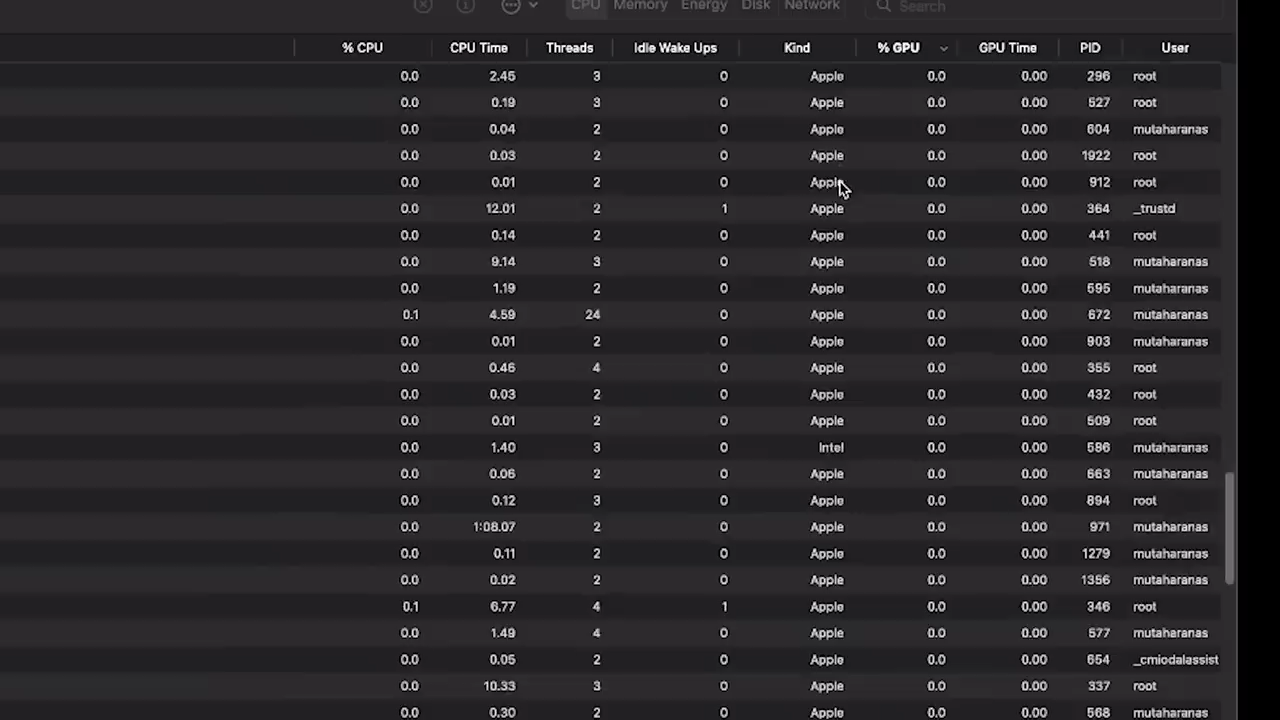 CPU Memory Energy Disk Network Search
% CPU CPU Time Threads Idle Wake Ups Kind % GPU GPU Time PID User
0.0 2.45 3 0 Apple 0.0 0.00 296 root
0.0 0.19 3 0 Apple 0.0 0.00 527 root
0.0 0.04 2 0 Apple 0.0 0.00 604 mutaharanas
0.0 0.03 2 0 Apple 0.0 0.00 1922 root
0.0 0.01 2 0 Apple 0.0 0.00 912 root
0.0 12.01 2 1 Apple 0.0 0.00 364 _trustd
0.0 0.14 2 0 Apple 0.0 0.00 441 root
0.0 9.14 3 0 Apple 0.0 0.00 518 mutaharanas
0.0 1.19 2 0 Apple 0.0 0.00 595 mutaharanas
0.1 4.59 24 0 Apple 0.0 0.00 672 mutaharanas
0.0 0.01 2 0 Apple 0.0 0.00 903 mutaharanas
0.0 0.46 4 0 Apple 0.0 0.00 355 root
0.0 0.03 2 0 Apple 0.0 0.00 432 root
0.0 0.01 2 0 Apple 0.0 0.00 509 root
0.0 1.40 3 0 Intel 0.0 0.00 586 mutaharanas
0.0 0.06 2 0 Apple 0.0 0.00 663 mutaharanas
0.0 0.12 3 0 Apple 0.0 0.00 894 root
0.0 1:08.07 2 0 Apple 0.0 0.00 971 mutaharanas
0.0 0.11 2 0 Apple 0.0 0.00 1279 mutaharanas
0.0 0.02 2 0 Apple 0.0 0.00 1356 mutaharanas
0.1 6.77 4 1 Apple 0.0 0.00 346 root
0.0 1.49 4 0 Apple 0.0 0.00 577 mutaharanas
0.0 0.05 2 0 Apple 0.0 0.00 654 _cmiodalassist
0.0 10.33 3 0 Apple 0.0 0.00 337 root
0.0 0.30 2 0 Apple 0.0 0.00 568 mutaharanas